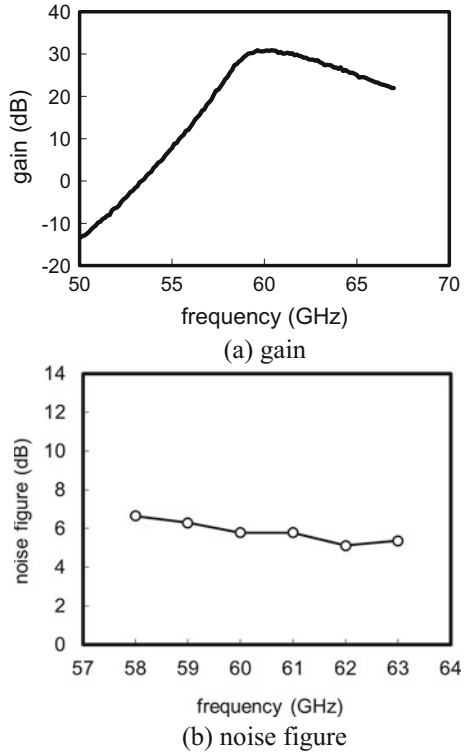 40
30
20
10
0
-10
-20
gain (dB)
50 55 60 65 70
frequency (GHz)
(a) gain
14
12
10
8
6
4
2
0
noise figure (dB)
57 58 59 60 61 62 63 64
frequency (GHz)
(b) noise figure